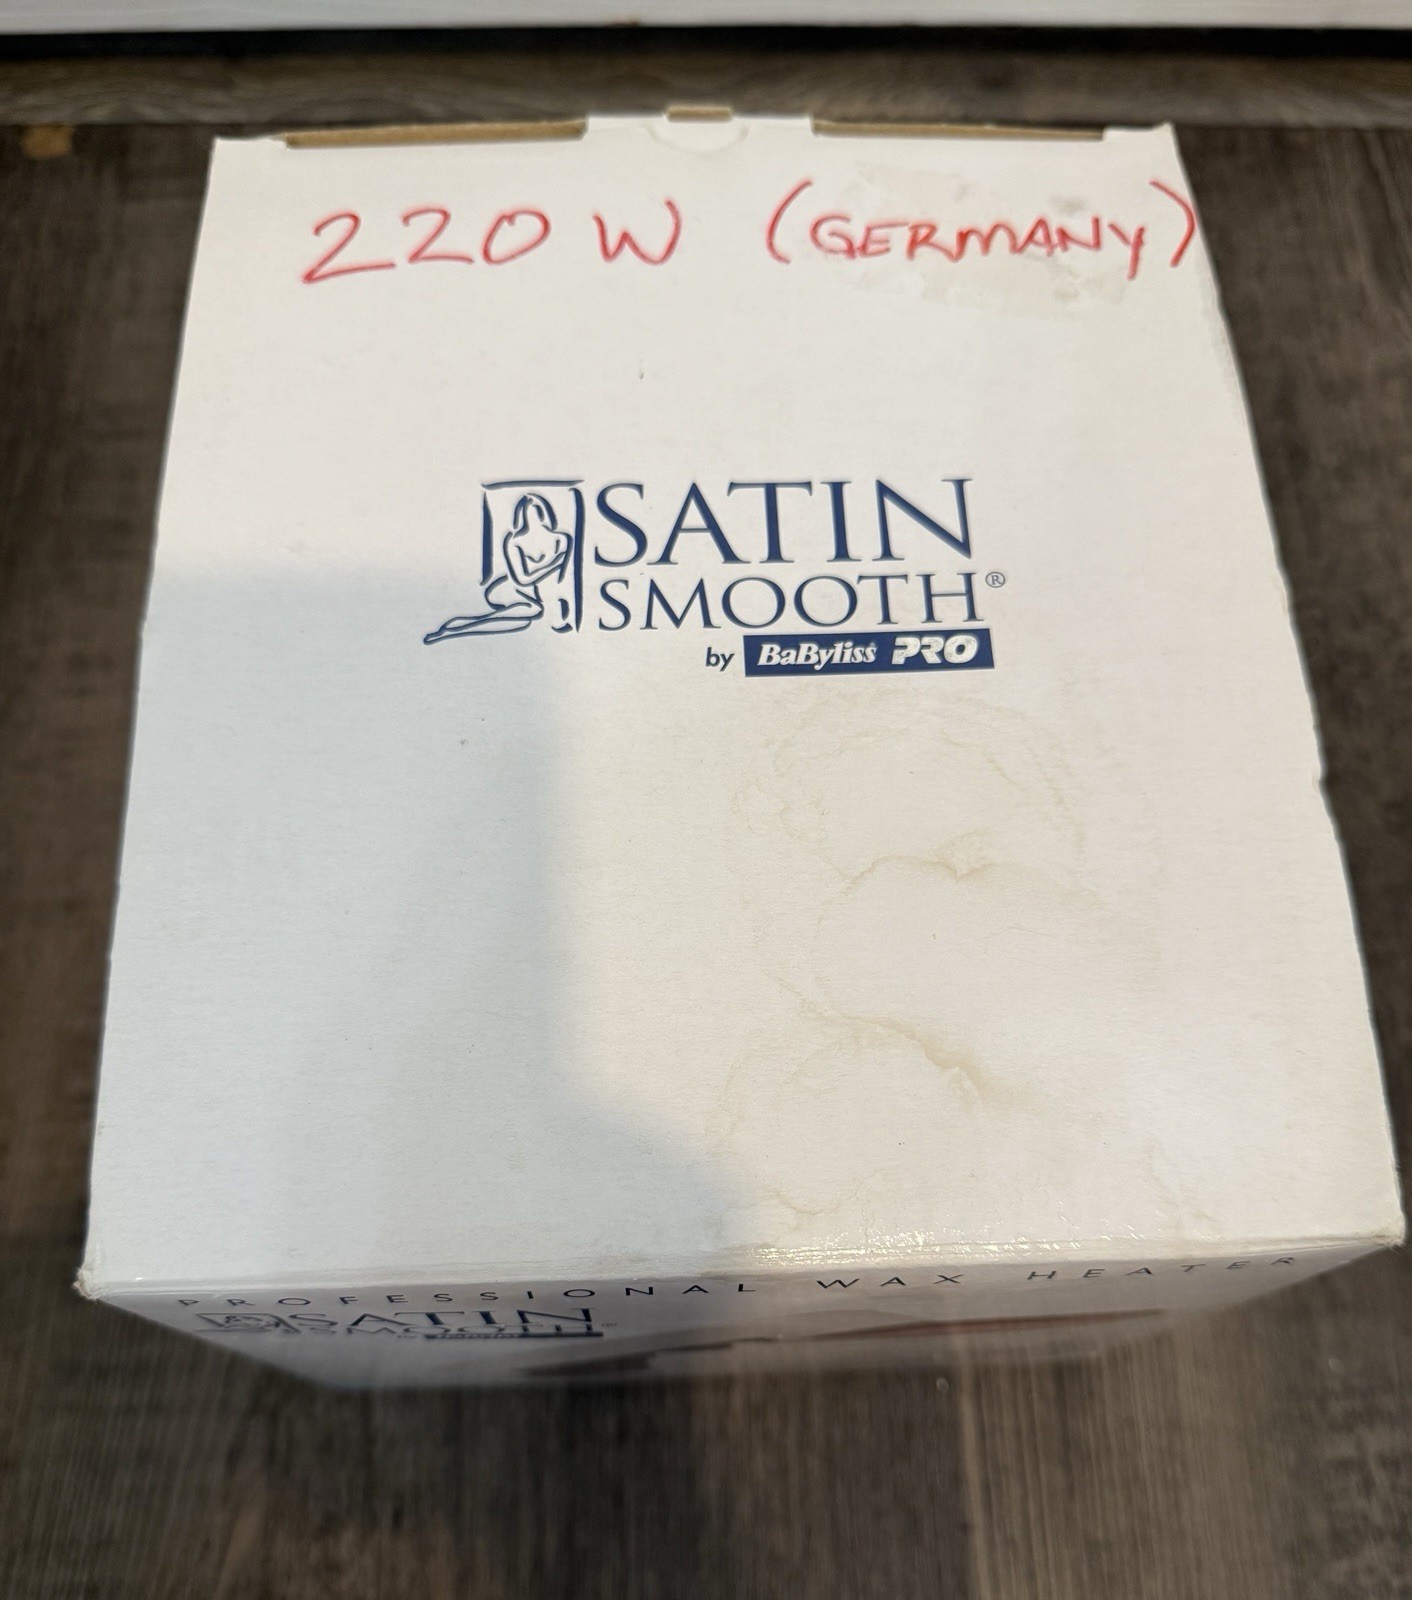 220 W (GERMANY)
SATIN
SMOOTH®
by BaByliss PRO
PROFESSIONAL WAX HEATER
SATIN
SMOOTH